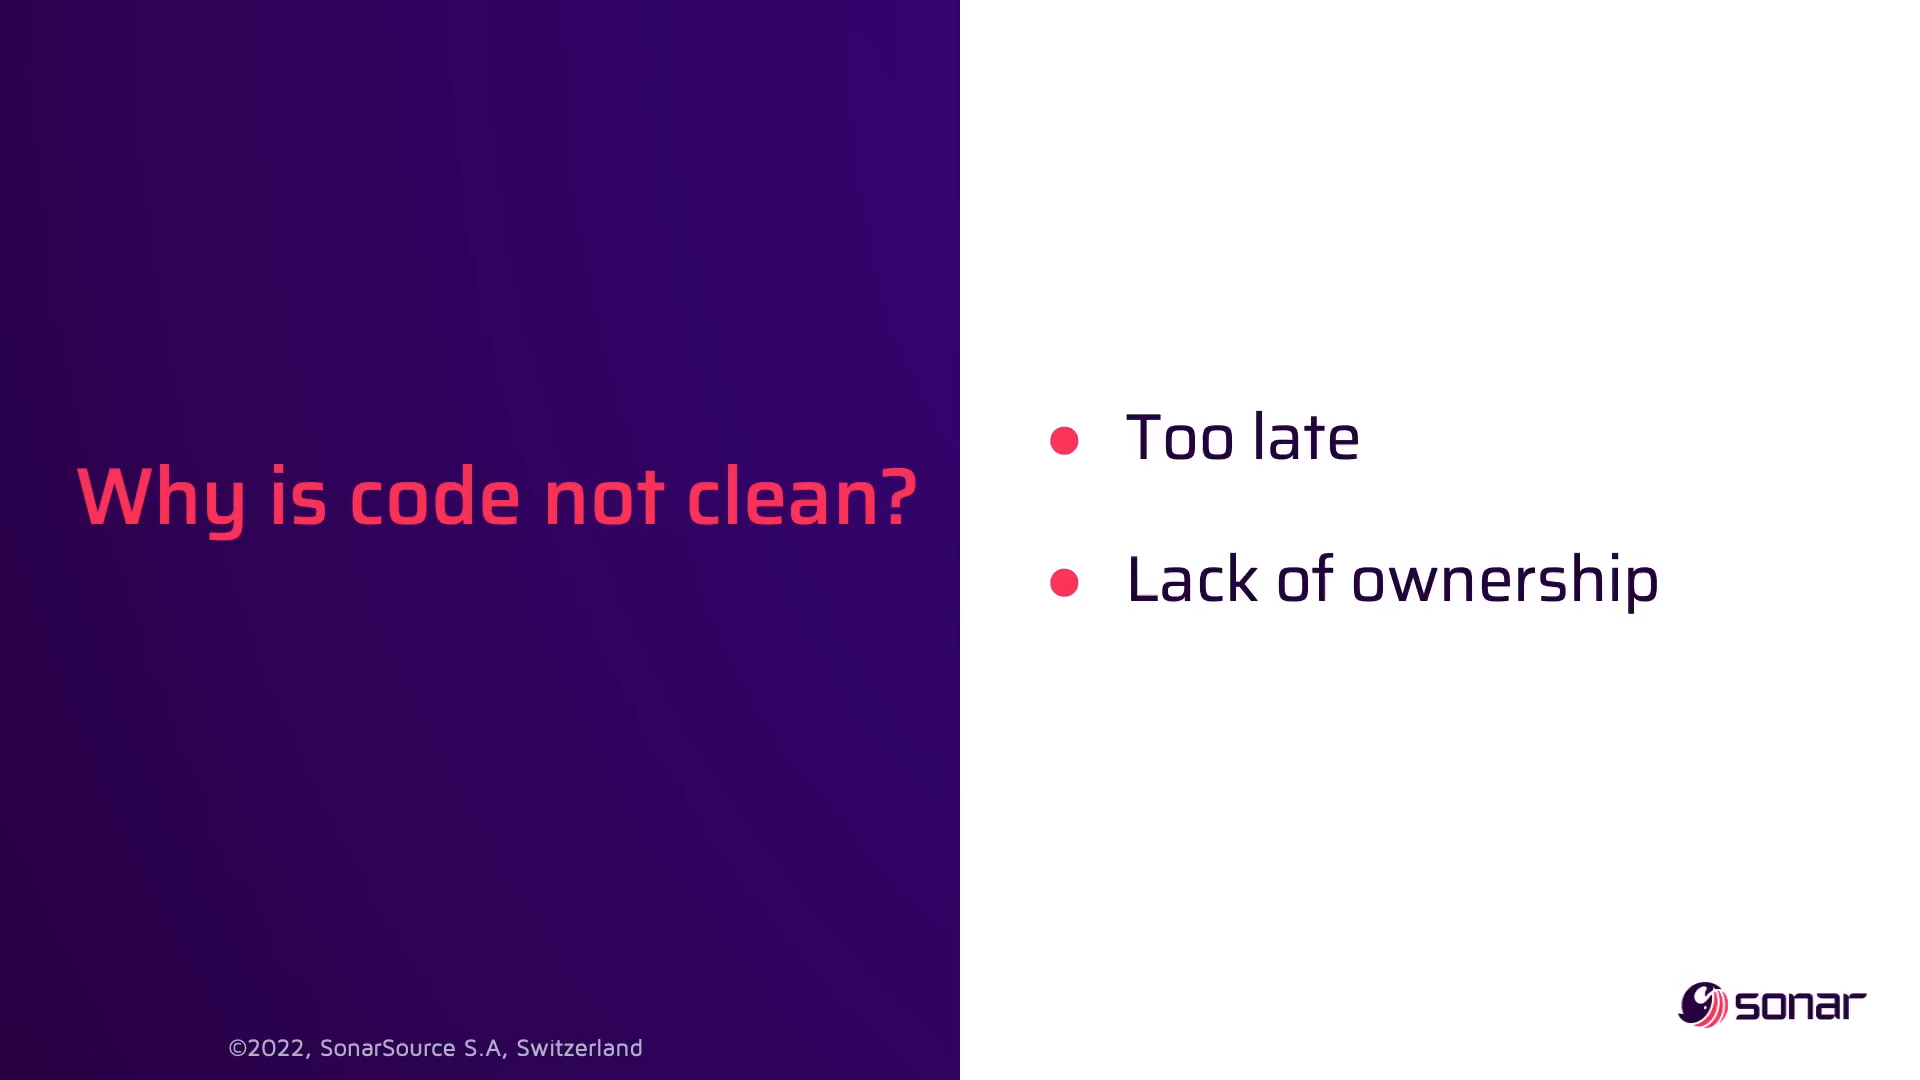 Why is code not clean?
Too late
Lack of ownership
©2022, SonarSource S.A, Switzerland
sonar